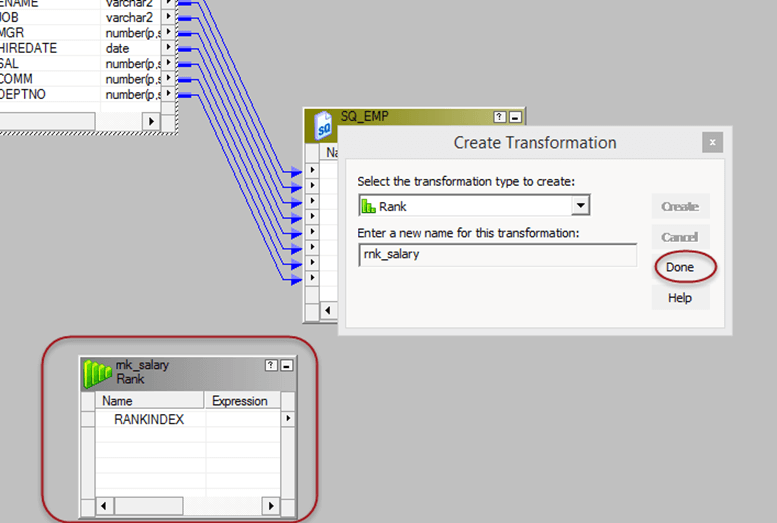 ENAME varchar2
JOB varchar2
MGR number(p,s
HIREDATE date
SAL number(p,s
COMM number(p,s
DEPTNO number(p,s
SQ
SQ_EMP
Na
Create Transformation
x
Select the transformation type to create:
Rank
Create
Enter a new name for this transformation:
Cancel
rnk_salary
Done
Help
rnk_salary
Rank
Name Expression
RANKINDEX